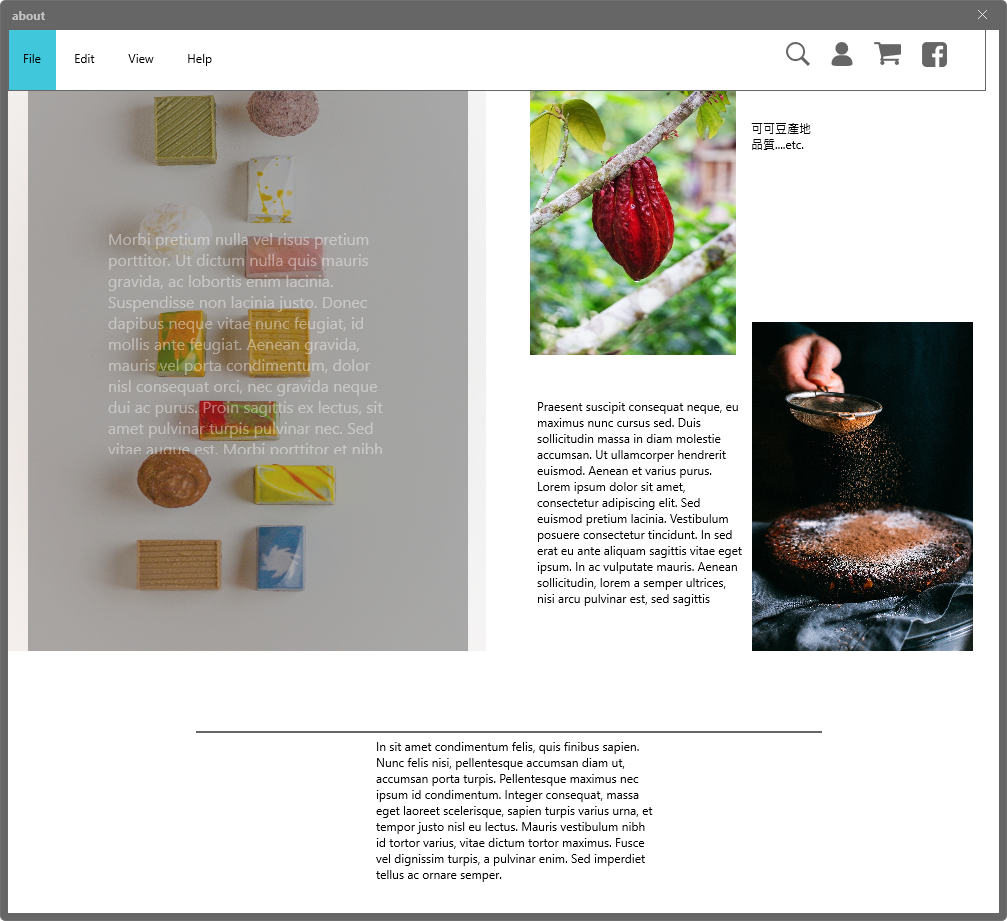 about
File Edit View Help
Morbi pretium nulla vel risus pretium
porttitor. Ut dictum nulla quis mauris
gravida, ac lobortis enim lacinia.
Suspendisse non lacinia justo. Donec
dapibus neque vitae nunc feugiat, id
mollis ante feugiat. Aenean gravida,
mauris vel porta condimentum, dolor
nisl consequat orci, nec gravida neque
dui ac purus. Proin sagittis ex lectus, sit
amet pulvinar turpis pulvinar nec. Sed
vitae augue est. Morbi porttitor et nibh
可可豆產地
品質....etc.
Praesent suscipit consequat neque, eu
maximus nunc cursus sed. Duis
sollicitudin massa in diam molestie
accumsan. Ut ullamcorper hendrerit
euismod. Aenean et varius purus.
Lorem ipsum dolor sit amet,
consectetur adipiscing elit. Sed
euismod pretium lacinia. Vestibulum
posuere consectetur tincidunt. In sed
erat eu ante aliquam sagittis vitae eget
ipsum. In ac vulputate mauris. Aenean
sollicitudin, lorem a semper ultrices,
nisi arcu pulvinar est, sed sagittis
In sit amet condimentum felis, quis finibus sapien.
Nunc felis nisi, pellentesque accumsan diam ut,
accumsan porta turpis. Pellentesque maximus nec
ipsum id condimentum. Integer consequat, massa
eget laoreet scelerisque, sapien turpis varius urna, et
tempor justo nisl eu lectus. Mauris vestibulum nibh
id tortor varius, vitae dictum tortor maximus. Fusce
vel dignissim turpis, a pulvinar enim. Sed imperdiet
tellus ac ornare semper.